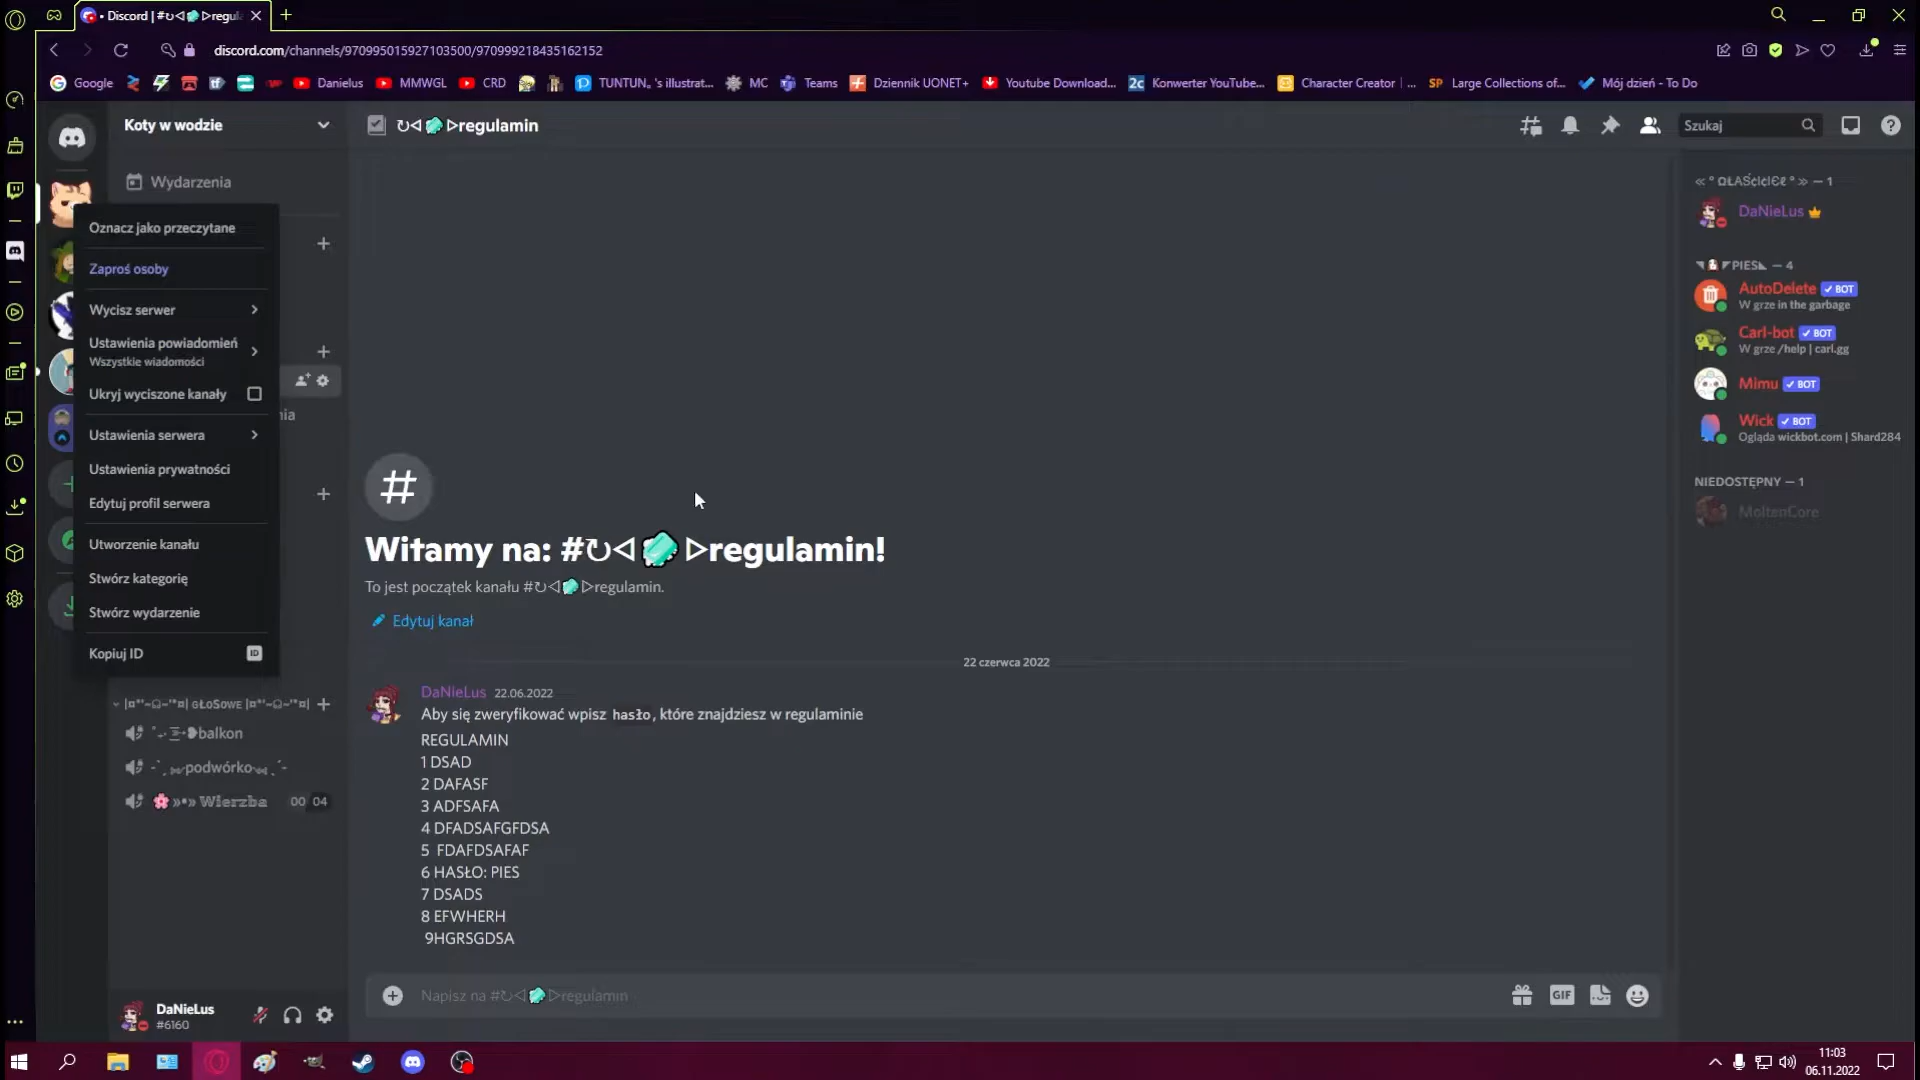 Discord | #↻◁▷regul
discord.com/channels/970995015927103500/970999218435162152
Google
Danielus
MMWGL
CRD
TUNTUN,, 's illustrat...
MC
Teams
Dziennik UONET+
Youtube Download...
2c Konwerter YouTube...
Character Creator | ...
SP Large Collections of...
Mój dzień - To Do
Koty w wodzie
↻◁▷regulamin
Szukaj
Wydarzenia
Oznacz jako przeczytane
Zaproś osoby
Wycisz serwer
Ustawienia powiadomień
Wszystkie wiadomości
Ukryj wyciszone kanały
nia
Ustawienia serwera
Ustawienia prywatności
Edytuj profil serwera
Utworzenie kanału
Stwórz kategorię
Stwórz wydarzenie
Kopiuj ID
ID
GŁoSowe
balkon
podwórko
Wierzba
00 04
DaNieLus
#6160
#
Witamy na: #↻◁▷regulamin!
To jest początek kanału #↻◁▷regulamin.
Edytuj kanał
22 czerwca 2022
DaNieLus 22.06.2022
Aby się zweryfikować wpisz hasło, które znajdziesz w regulaminie
REGULAMIN
1 DSAD
2 DAFASF
3 ADFSAFA
4 DFADSAFGFDSA
5 FDAFDSAFAF
6 HASŁO: PIES
7 DSADS
8 EFWHERH
9HGRSGDSA
Napisz na #↻◁▷regulamin
GIF
— 1
DaNieLus
PIES — 4
AutoDelete ✓ BOT
W grze in the garbage
Carl-bot ✓ BOT
W grze /help | carl.gg
Mimu ✓ BOT
Wick ✓ BOT
Ogląda wickbot.com | Shard284
NIEDOSTĘPNY — 1
MoltenCore
11:03
06.11.2022